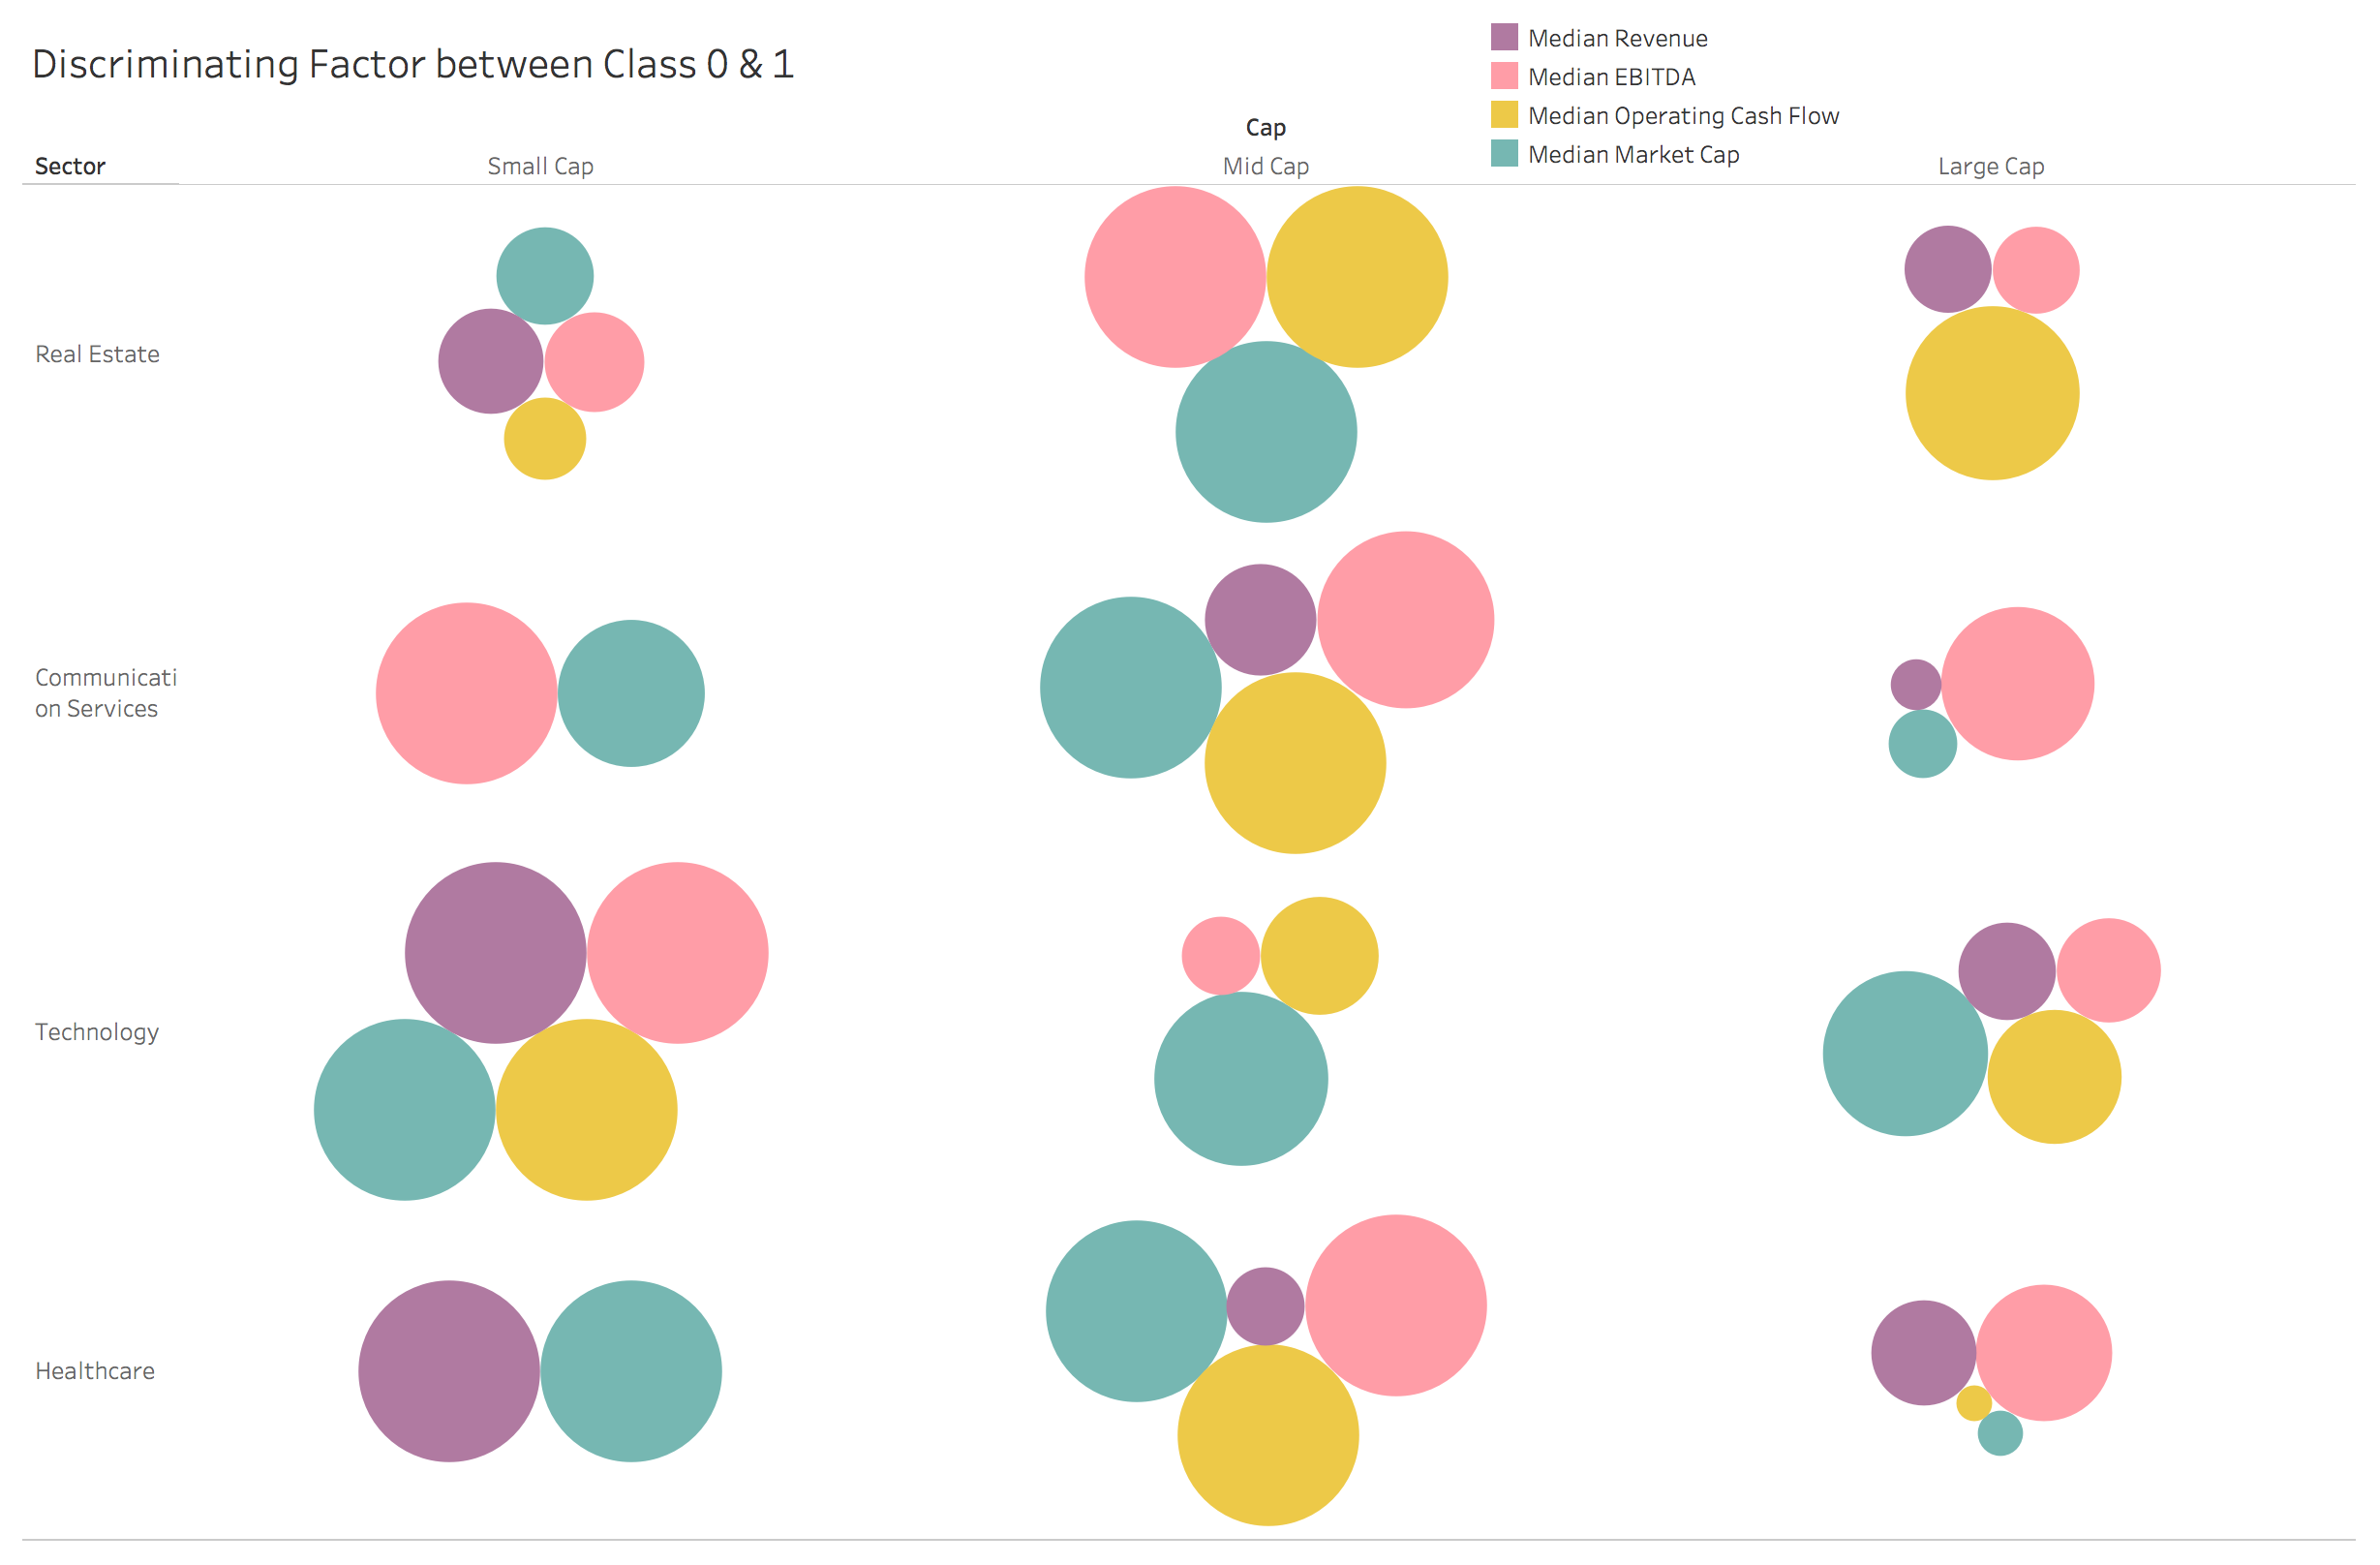 Discriminating Factor between Class 0 & 1
Median Revenue
Median EBITDA
Median Operating Cash Flow
Median Market Cap
Cap
Sector
Small Cap
Mid Cap
Large Cap
Real Estate
Communicati
on Services
Technology
Healthcare